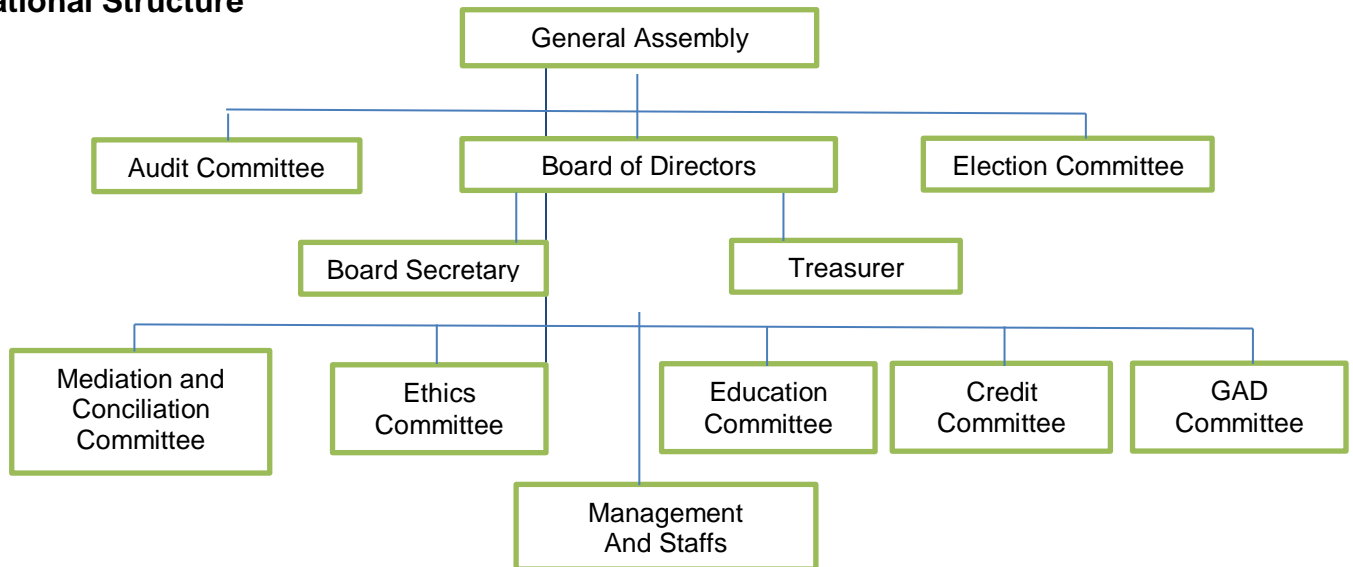 ational Structure
General Assembly
Audit Committee
Board of Directors
Election Committee
Board Secretary
Treasurer
Mediation and
Conciliation
Committee
Ethics
Committee
Education
Committee
Credit
Committee
GAD
Committee
Management
And Staffs